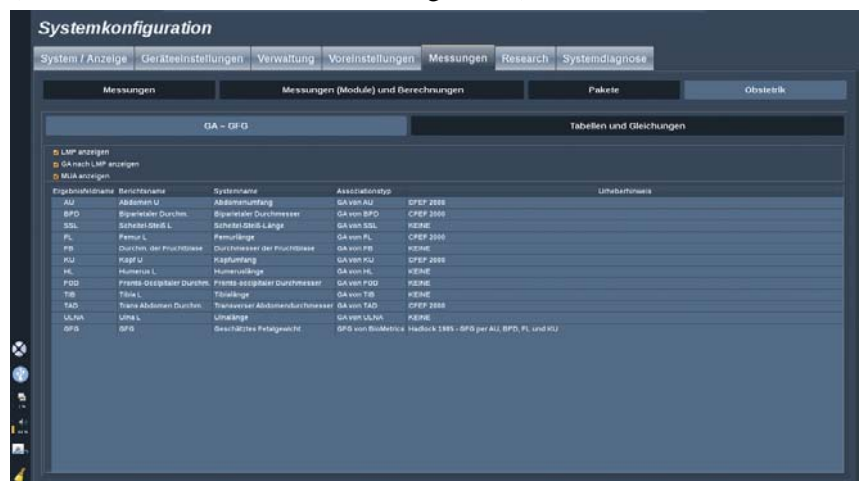 Systemkonfiguration
System / Anzeige Geräteeinstellungen Verwaltung Voreinstellungen Messungen Research Systemdiagnose
Messungen Messungen (Module) und Berechnungen Pakete Obstetrik
GA – GFG Tabellen und Gleichungen
LMP anzeigen
GA nach LMP anzeigen
MUA anzeigen
Ergebnisfeldname Berichtsname Systemname Assoziationstyp Urheberhinweis
AU Abdomen U Abdomenumfang GA von AU CFEF 2000
BPD Biparietaler Durchm. Biparietaler Durchmesser GA von BPD CFEF 2000
SSL Scheitel-Steiß L Scheitel-Steiß-Länge GA von SSL KEINE
FL Femur L Femurlänge GA von FL CFEF 2000
FB Durchm. der Fruchtblase Durchmesser der Fruchtblase GA von FB KEINE
KU Kopf U Kopfumfang GA von KU CFEF 2000
HL Humerus L Humeruslänge GA von HL KEINE
FOD Fronto-Occipitaler Durchm. Fronto-occipitaler Durchmesser GA von FOD KEINE
TIB Tibia L Tibialänge GA von TIB KEINE
TAD Trans Abdomen Durchm. Transverser Abdomendurchmesser GA von TAD CFEF 2000
ULNA Ulna L Ulnalänge GA von ULNA KEINE
GFG GFG Geschätztes Fetalgewicht GFG von BioMetrics Hadlock 1985 - GFG per AU, BPD, FL und KU